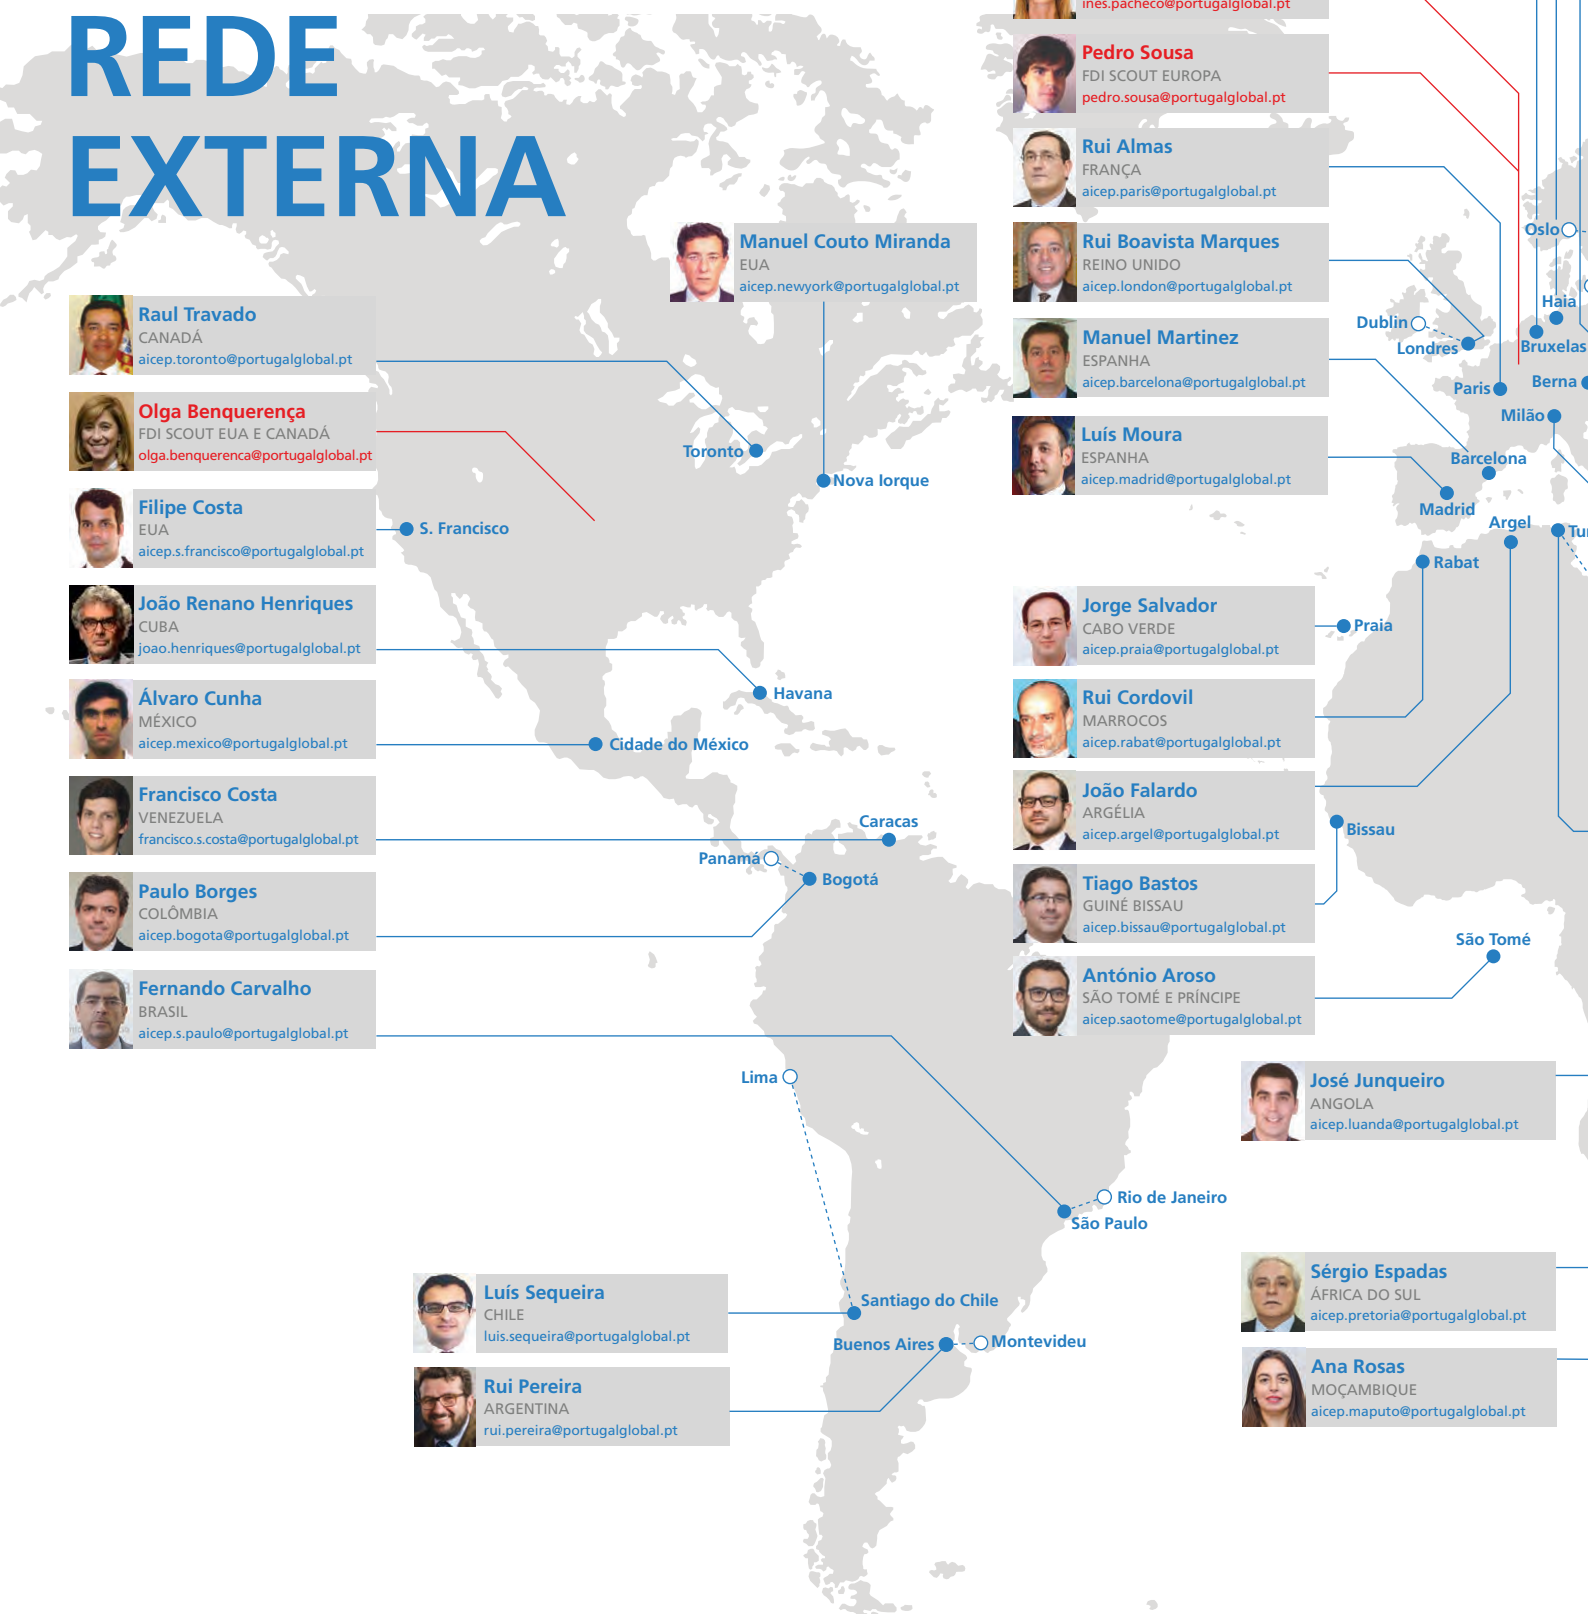 REDE
EXTERNA
ines.pacheco@portugalglobal.pt
Pedro Sousa
FDI SCOUT EUROPA
pedro.sousa@portugalglobal.pt
Rui Almas
FRANÇA
aicep.paris@portugalglobal.pt
Manuel Couto Miranda
EUA
aicep.newyork@portugalglobal.pt
Rui Boavista Marques
REINO UNIDO
aicep.london@portugalglobal.pt
Manuel Martinez
ESPANHA
aicep.barcelona@portugalglobal.pt
Luís Moura
ESPANHA
aicep.madrid@portugalglobal.pt
Raul Travado
CANADÁ
aicep.toronto@portugalglobal.pt
Olga Benquerença
FDI SCOUT EUA E CANADÁ
olga.benquerenca@portugalglobal.pt
Filipe Costa
EUA
aicep.s.francisco@portugalglobal.pt
João Renano Henriques
CUBA
joao.henriques@portugalglobal.pt
Álvaro Cunha
MÉXICO
aicep.mexico@portugalglobal.pt
Francisco Costa
VENEZUELA
francisco.s.costa@portugalglobal.pt
Paulo Borges
COLÔMBIA
aicep.bogota@portugalglobal.pt
Fernando Carvalho
BRASIL
aicep.s.paulo@portugalglobal.pt
Toronto
Nova Iorque
S. Francisco
Havana
Cidade do México
Caracas
Panamá
Bogotá
Lima
Rio de Janeiro
São Paulo
Santiago do Chile
Buenos Aires
Montevideu
Luís Sequeira
CHILE
luis.sequeira@portugalglobal.pt
Rui Pereira
ARGENTINA
rui.pereira@portugalglobal.pt
Oslo
Haia
Dublin
Londres
Bruxelas
Paris
Berna
Milão
Barcelona
Madrid
Argel
Rabat
Praia
Bissau
São Tomé
Jorge Salvador
CABO VERDE
aicep.praia@portugalglobal.pt
Rui Cordovil
MARROCOS
aicep.rabat@portugalglobal.pt
João Falardo
ARGÉLIA
aicep.argel@portugalglobal.pt
Tiago Bastos
GUINÉ BISSAU
aicep.bissau@portugalglobal.pt
António Aroso
SÃO TOMÉ E PRÍNCIPE
aicep.saotome@portugalglobal.pt
José Junqueiro
ANGOLA
aicep.luanda@portugalglobal.pt
Sérgio Espadas
ÁFRICA DO SUL
aicep.pretoria@portugalglobal.pt
Ana Rosas
MOÇAMBIQUE
aicep.maputo@portugalglobal.pt